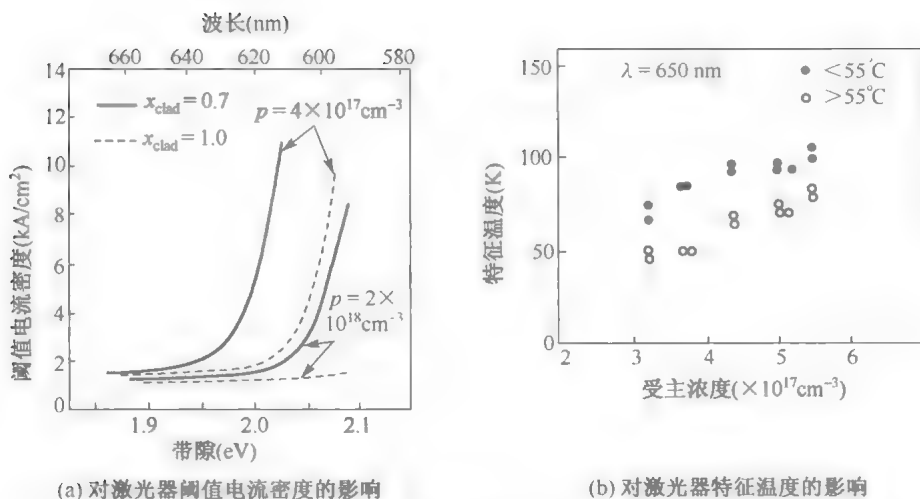 波长(nm)
660 640 620 600 580
14
12
10
8
6
4
2
0
阈值电流密度(kA/cm²)
x_clad=0.7
x_clad=1.0
p=4×10¹⁷cm⁻³
p=2×
10¹⁸cm⁻³
1.9 2.0 2.1
带隙(eV)
(a) 对激光器阈值电流密度的影响
150
100
50
0
特征温度(K)
λ=650 nm
<55°C
>55°C
2 3 4 5 6
受主浓度(×10¹⁷cm⁻³)
(b) 对激光器特征温度的影响